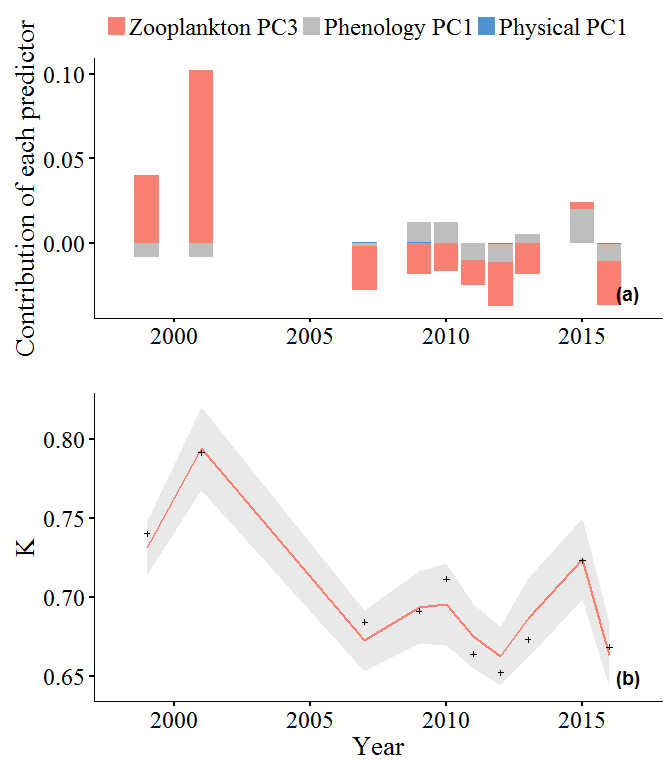 Zooplankton PC3 Phenology PC1 Physical PC1
Contribution of each predictor
0.10
0.05
0.00
(a)
2000 2005 2010 2015
K
0.80
0.75
0.70
0.65
(b)
2000 2005 2010 2015
Year